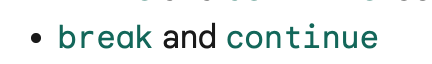 • break and continue